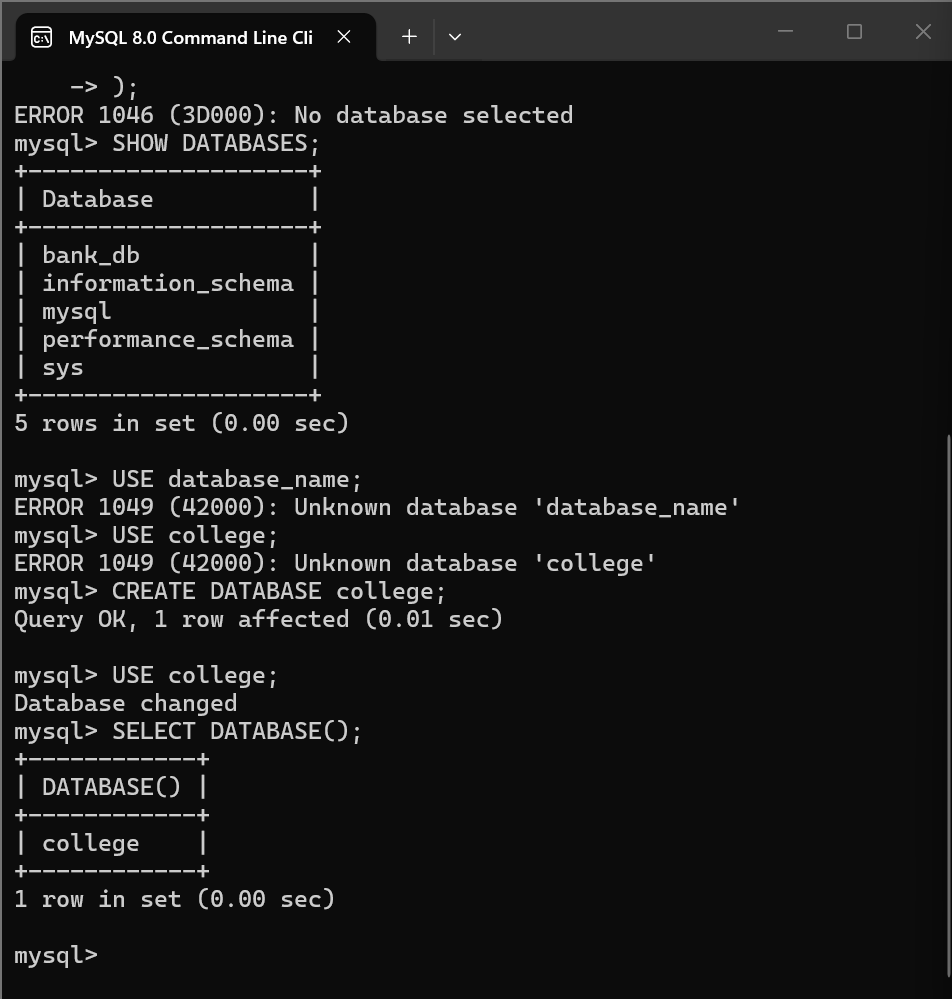 MySQL 8.0 Command Line Cli
    -> );
ERROR 1046 (3D000): No database selected
mysql> SHOW DATABASES;
+--------------------+
| Database           |
+--------------------+
| bank_db            |
| information_schema |
| mysql              |
| performance_schema |
| sys                |
+--------------------+
5 rows in set (0.00 sec)

mysql> USE database_name;
ERROR 1049 (42000): Unknown database 'database_name'
mysql> USE college;
ERROR 1049 (42000): Unknown database 'college'
mysql> CREATE DATABASE college;
Query OK, 1 row affected (0.01 sec)

mysql> USE college;
Database changed
mysql> SELECT DATABASE();
+------------+
| DATABASE() |
+------------+
| college    |
+------------+
1 row in set (0.00 sec)

mysql>